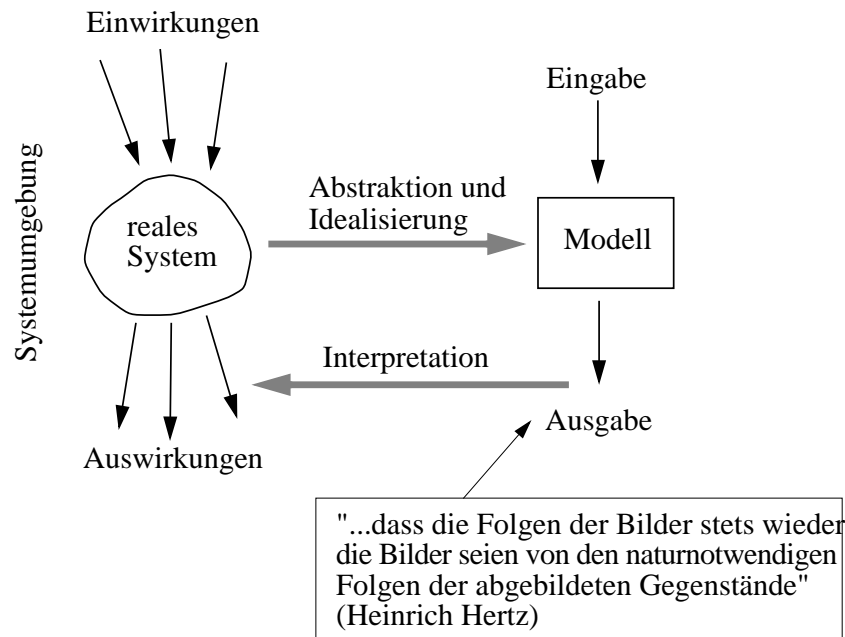 Einwirkungen
Eingabe
Systemumgebung
Abstraktion und
Idealisierung
reales
System
Modell
Interpretation
Ausgabe
Auswirkungen
"...dass die Folgen der Bilder stets wieder
die Bilder seien von den naturnotwendigen
Folgen der abgebildeten Gegenstände"
(Heinrich Hertz)